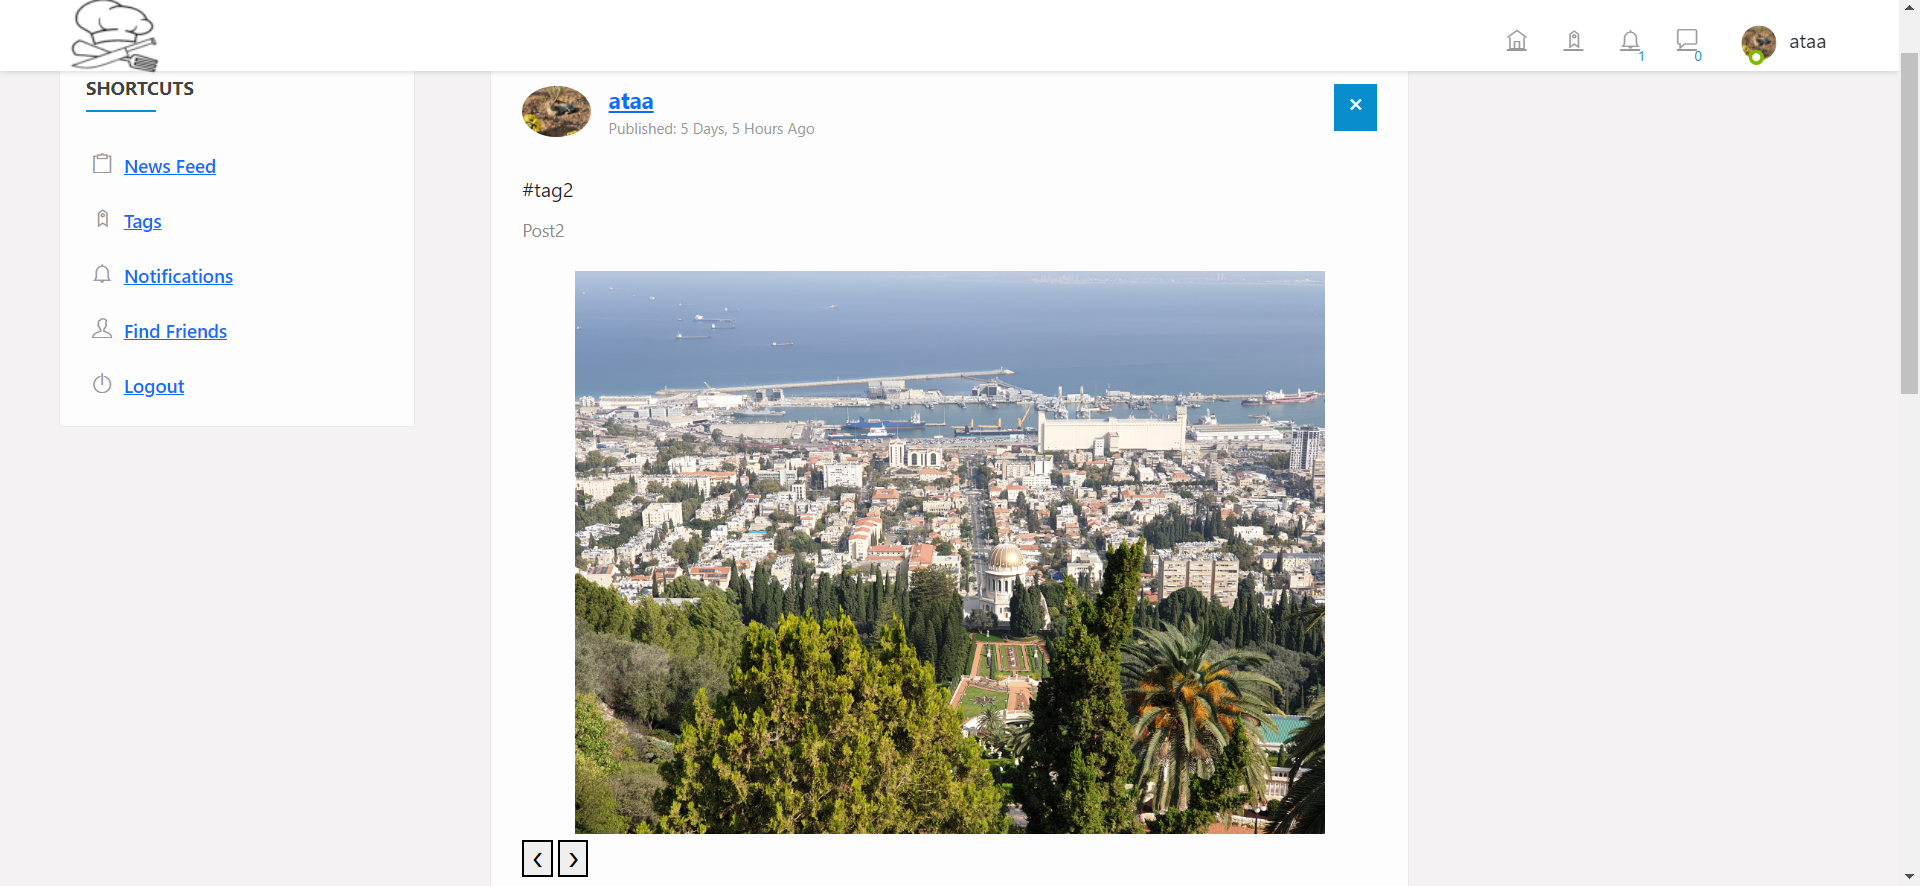 1
0
ataa
SHORTCUTS
News Feed
Tags
Notifications
Find Friends
Logout
ataa
Published: 5 Days, 5 Hours Ago
#tag2
Post2